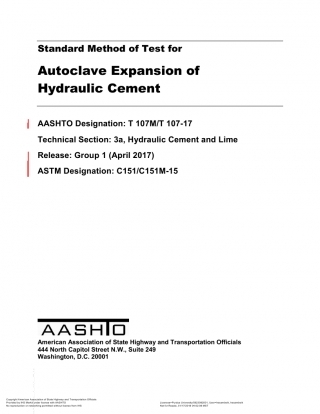 Standard Method of Test for
Autoclave Expansion of
Hydraulic Cement
AASHTO Designation: T 107M/T 107-17
Technical Section: 3a, Hydraulic Cement and Lime
Release: Group 1 (April 2017)
ASTM Designation: C151/C151M-15
AASHTO
American Association of State Highway and Transportation Officials
444 North Capitol Street N.W., Suite 249
Washington, D.C. 20001